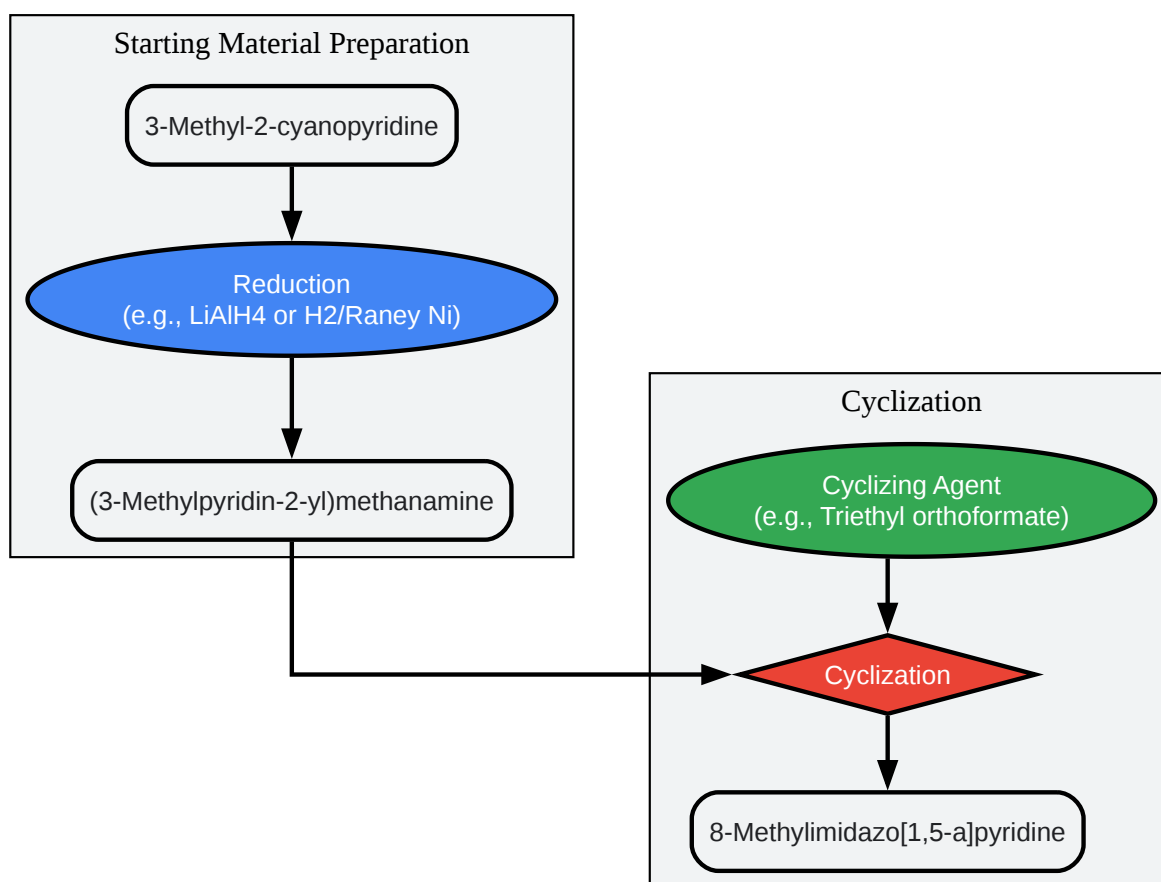 Starting Material Preparation
3-Methyl-2-cyanopyridine
Reduction
(e.g., LiAlH4 or H2/Raney Ni)
(3-Methylpyridin-2-yl)methanamine
Cyclization
Cyclizing Agent
(e.g., Triethyl orthoformate)
Cyclization
8-Methylimidazo[1,5-a]pyridine